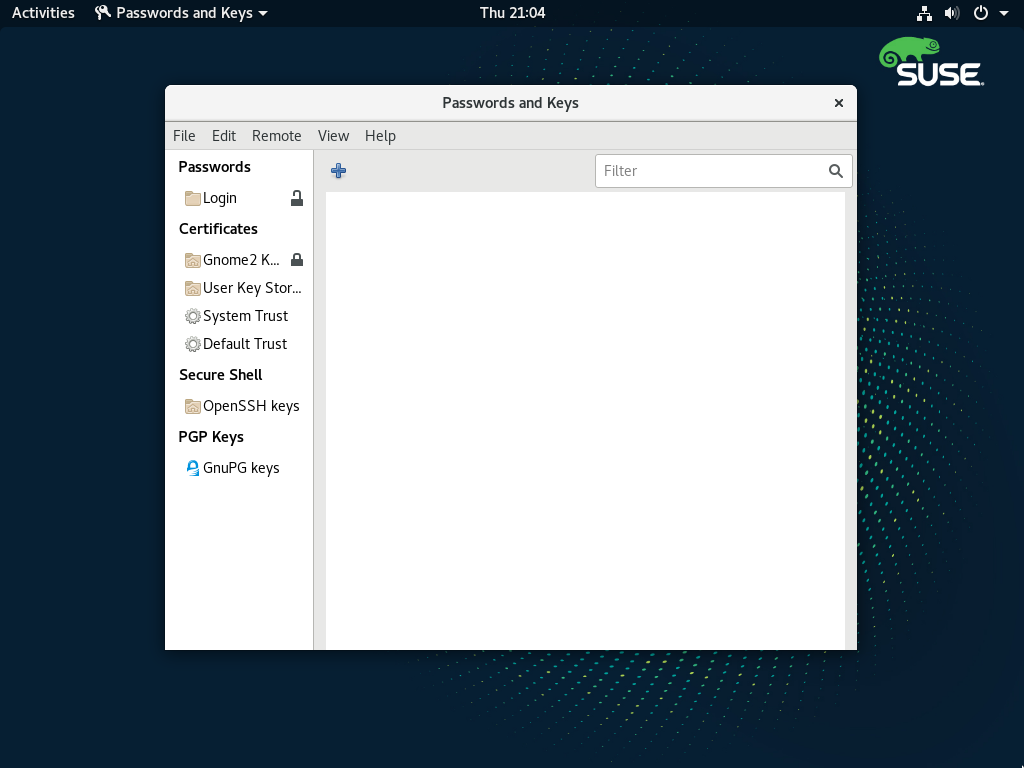 Activities Passwords and Keys Thu 21:04
SUSE
Passwords and Keys
File Edit Remote View Help
Passwords
Filter
Login
Certificates
Gnome2 K...
User Key Stor...
System Trust
Default Trust
Secure Shell
OpenSSH keys
PGP Keys
GnuPG keys